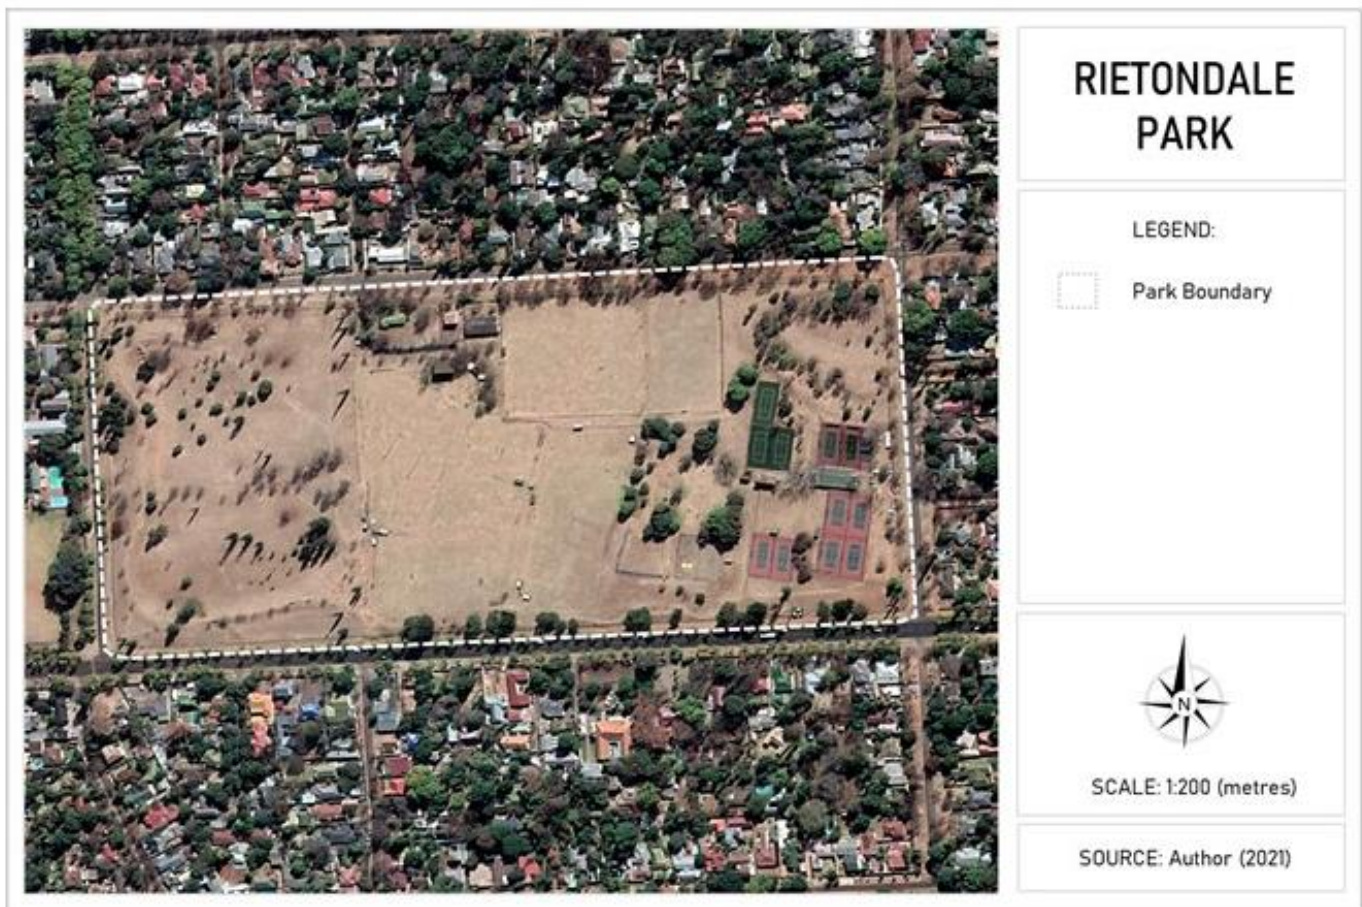 RIETONDALE
PARK
LEGEND:
Park Boundary
N
SCALE: 1:200 (metres)
SOURCE: Author (2021)